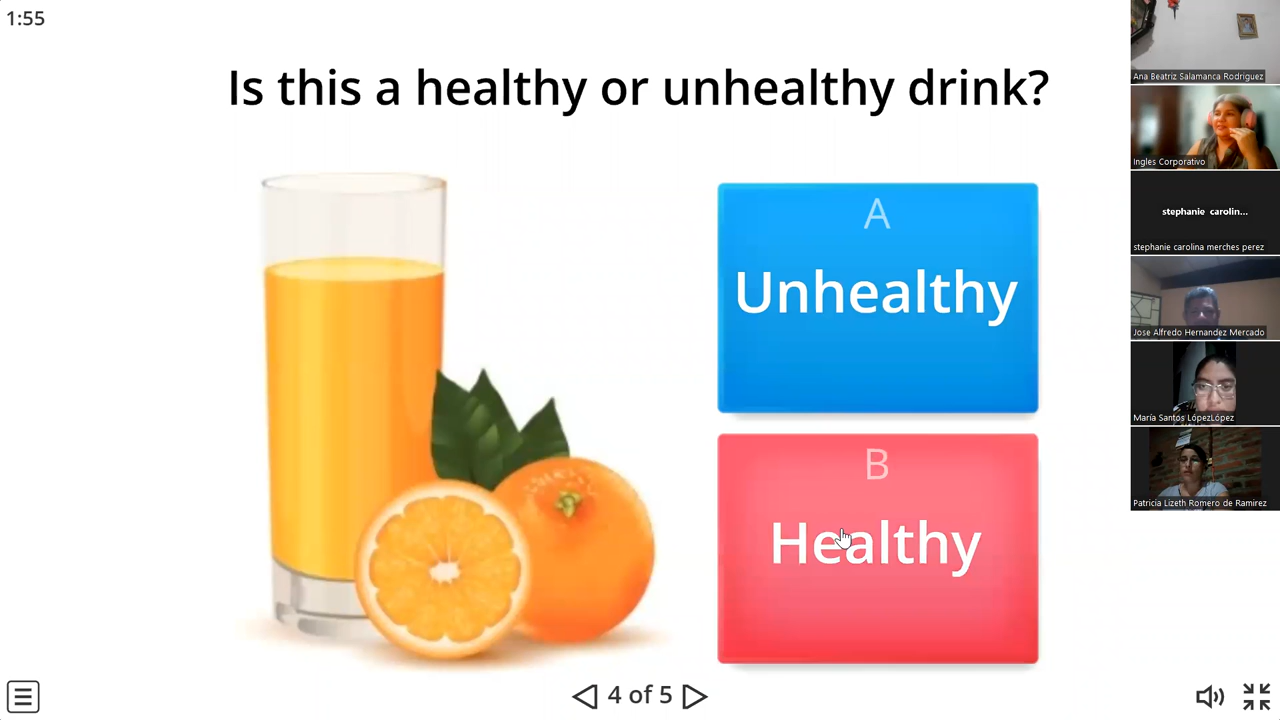 1:55
Is this a healthy or unhealthy drink?
A
Unhealthy
B
Healthy
4 of 5
Ana Beatriz Salamanca Rodriguez
Ingles Corporativo
stephanie carolin...
stephanie carolina merches perez
Jose Alfredo Hernandez Mercado
María Santos LópezLópez
Patricia Lizeth Romero de Ramirez